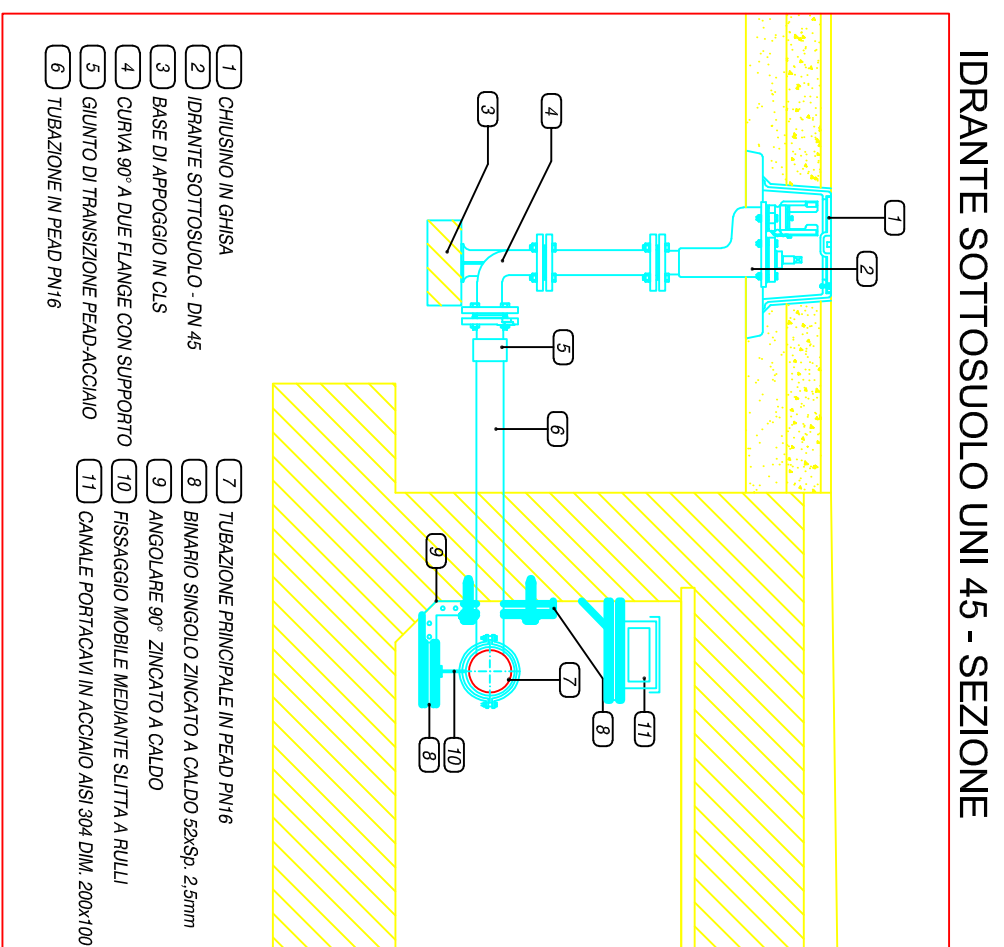 IDRANTE SOTTOSUOLO UNI 45 - SEZIONE
1
2
3
4
5
6
7
8
11
9
8
10
1 CHIUSINO IN GHISA
2 IDRANTE SOTTOSUOLO - DN 45
3 BASE DI APPOGGIO IN CLS
4 CURVA 90° A DUE FLANGE CON SUPPORTO
5 GIUNTO DI TRANSIZIONE PEAD-ACCIAIO
6 TUBAZIONE IN PEAD PN16
7 TUBAZIONE PRINCIPALE IN PEAD PN16
8 BINARIO SINGOLO ZINCATO A CALDO 52xSp. 2,5mm
9 ANGOLARE 90° ZINCATO A CALDO
10 FISSAGGIO MOBILE MEDIANTE SLITTA A RULLI
11 CANALE PORTACAVI IN ACCIAIO AISI 304 DIM. 200x100